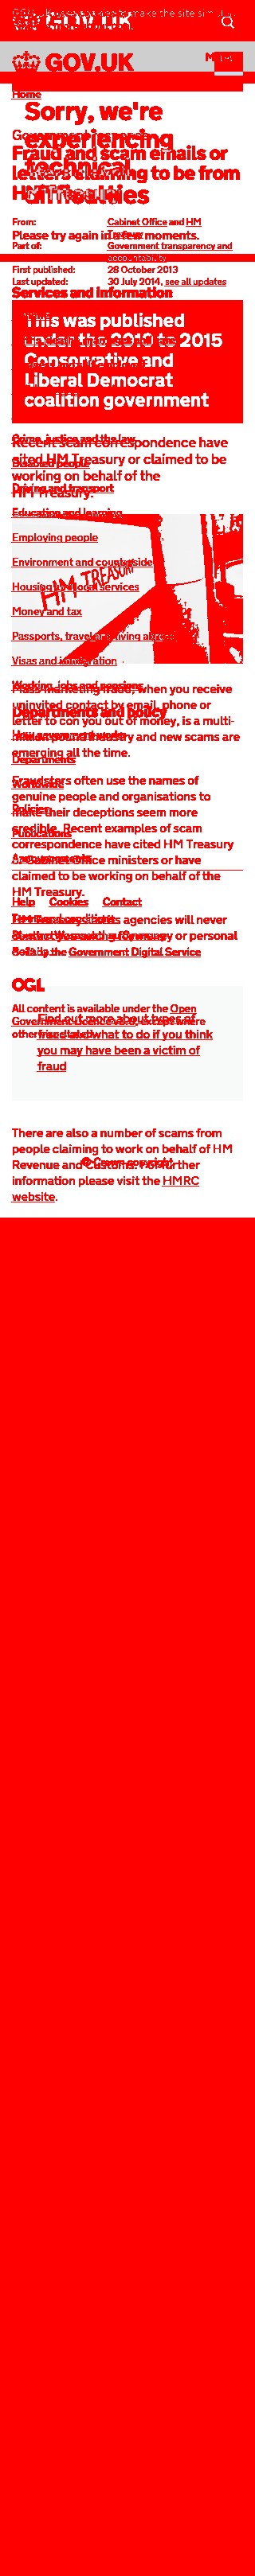 GOV.UK
GOV.UK
Home
Sorry, we're
experiencing
technical
difficulties
Please try again in a few moments.
Government response
Fraud and scam emails or
letters claiming to be from
HM Treasury
From: Cabinet Office and HM
Treasury
Part of: Government transparency and
accountability
First published: 28 October 2013
Last updated: 30 July 2014, see all updates
Services and information
This was published
under the 2010 to 2015
Conservative and
Liberal Democrat
coalition government
Crime, justice and the law
Recent scam correspondence have
cited HM Treasury or claimed to be
working on behalf of the
HM Treasury.
Disabled people
Driving and transport
Education and learning
Employing people
Environment and countryside
Housing and local services
Money and tax
Passports, travel and living abroad
Visas and immigration
Working, jobs and pensions
HM TREASURY
Mass-marketing fraud, when you receive
uninvited contact by email, phone or
letter to con you out of money, is a multi-
million pound industry and new scams are
emerging all the time.
Departments and policy
How government works
Departments
Worldwide
Policies
Publications
Announcements
Fraudsters often use the names of
genuine people and organisations to
make their deceptions seem more
credible. Recent examples of scam
correspondence have cited HM Treasury
or Cabinet Office ministers or have
claimed to be working on behalf of the
HM Treasury.
Help Cookies Contact
Terms and conditions
Built by the Government Digital Service
HM Treasury and its agencies will never
contact you asking for money or personal
details.
OGL
All content is available under the Open
Government Licence v3.0, except where
otherwise stated
Find out more about types of
fraud and what to do if you think
you may have been a victim of
fraud
There are also a number of scams from
people claiming to work on behalf of HM
Revenue and Customs. For further
information please visit the HMRC
website.
© Crown copyright